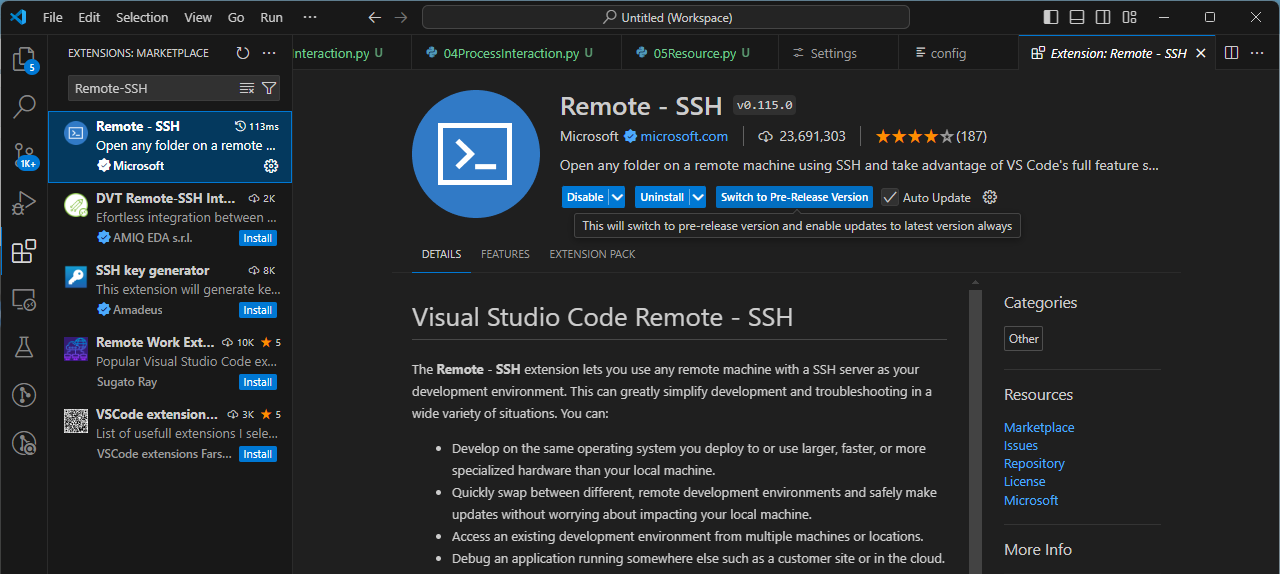 File Edit Selection View Go Run ··· Untitled (Workspace)
EXTENSIONS: MARKETPLACE
Interaction.py U 04ProcessInteraction.py U 05Resource.py U Settings config Extension: Remote - SSH
5
Remote-SSH
1K+
Remote - SSH 113ms
Open any folder on a remote ...
Microsoft
DVT Remote-SSH Int... 2K
Efortless integration between ...
AMIQ EDA s.r.l. Install
SSH key generator 8K
This extension will generate ke...
Amadeus Install
Remote Work Ext... 10K 5
Popular Visual Studio Code ex...
Sugato Ray Install
VSCode extension... 3K 5
List of usefull extensions I sele...
VSCode extensions Fars... Install
Remote - SSH v0.115.0
Microsoft microsoft.com 23,691,303 (187)
Open any folder on a remote machine using SSH and take advantage of VS Code's full feature s...
Disable Uninstall Switch to Pre-Release Version Auto Update
This will switch to pre-release version and enable updates to latest version always
DETAILS FEATURES EXTENSION PACK
Visual Studio Code Remote - SSH
The Remote - SSH extension lets you use any remote machine with a SSH server as your
development environment. This can greatly simplify development and troubleshooting in a
wide variety of situations. You can:
• Develop on the same operating system you deploy to or use larger, faster, or more
specialized hardware than your local machine.
• Quickly swap between different, remote development environments and safely make
updates without worrying about impacting your local machine.
• Access an existing development environment from multiple machines or locations.
• Debug an application running somewhere else such as a customer site or in the cloud.
Categories
Other
Resources
Marketplace
Issues
Repository
License
Microsoft
More Info